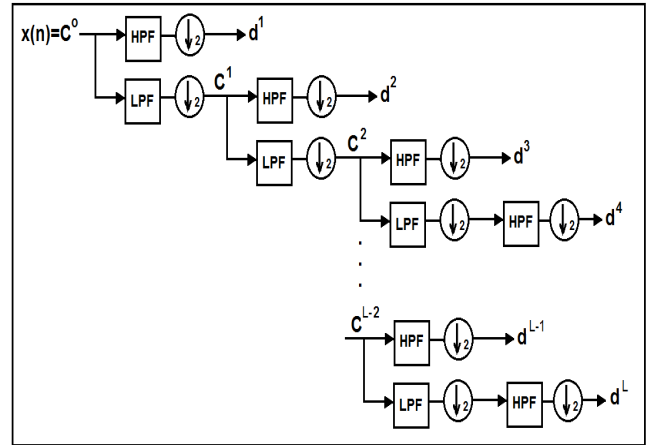 x(n)=C⁰ HPF ↓2 d¹
LPF ↓2 C¹ HPF ↓2 d²
LPF ↓2 C² HPF ↓2 d³
LPF ↓2 HPF ↓2 d⁴
C^L-2 HPF ↓2 d^L-1
LPF ↓2 HPF ↓2 d^L